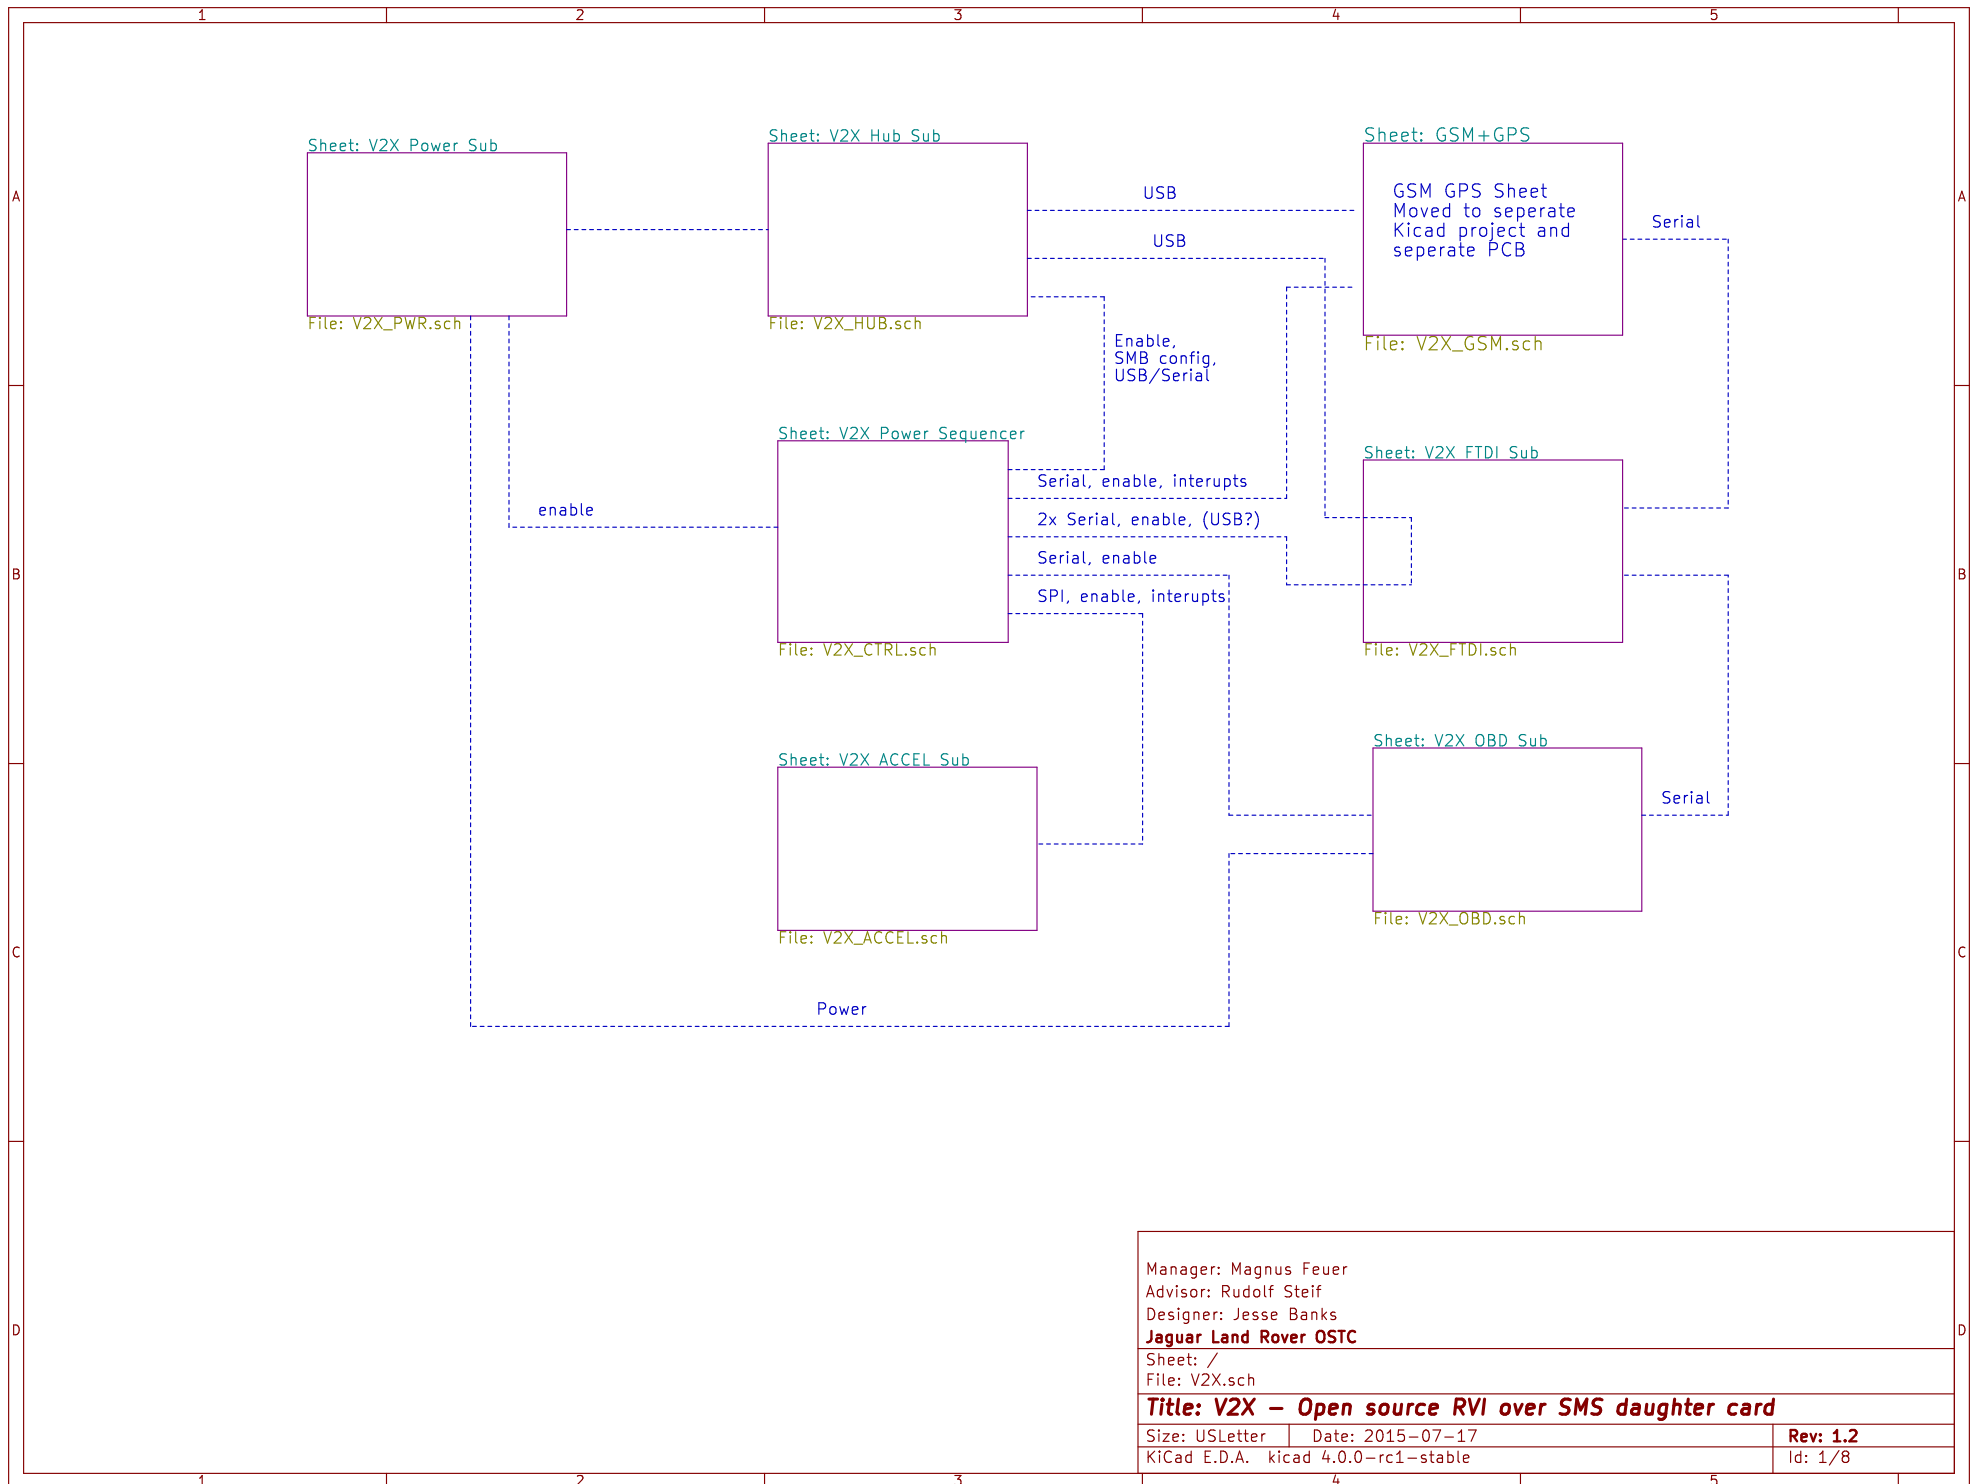 1 2 3 4 5
Sheet: V2X Power Sub
File: V2X_PWR.sch
Sheet: V2X Hub Sub
File: V2X_HUB.sch
Sheet: GSM+GPS
GSM GPS Sheet
Moved to seperate
Kicad project and
seperate PCB
File: V2X_GSM.sch
USB
USB
Serial
A A
Enable,
SMB config,
USB/Serial
Sheet: V2X Power Sequencer
File: V2X_CTRL.sch
enable
Serial, enable, interupts
2x Serial, enable, (USB?)
Serial, enable
SPI, enable, interupts
Sheet: V2X FTDI Sub
File: V2X_FTDI.sch
B B
Sheet: V2X ACCEL Sub
File: V2X_ACCEL.sch
Sheet: V2X OBD Sub
File: V2X_OBD.sch
Serial
C C
Power
Manager: Magnus Feuer
Advisor: Rudolf Steif
Designer: Jesse Banks
Jaguar Land Rover OSTC
D D
Sheet: /
File: V2X.sch
Title: V2X – Open source RVI over SMS daughter card
Size: USLetter Date: 2015-07-17 Rev: 1.2
KiCad E.D.A. kicad 4.0.0-rc1-stable Id: 1/8
1 2 3 4 5